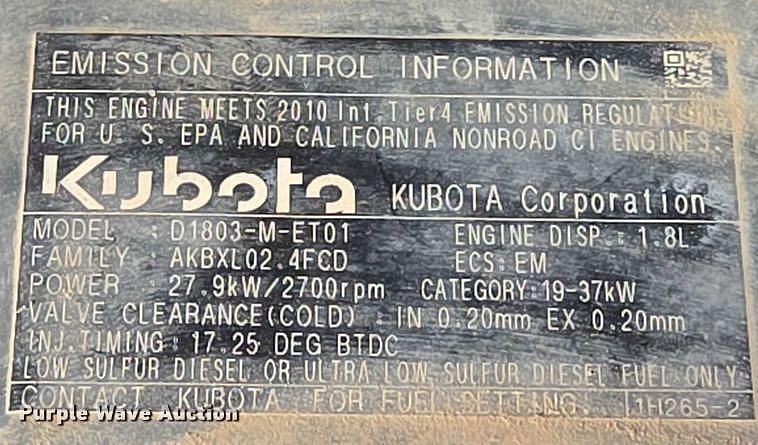 EMISSION CONTROL INFORMATION
THIS ENGINE MEETS 2010 Int. Tier4 EMISSION REGULATIONS
FOR U. S. EPA AND CALIFORNIA NONROAD CI ENGINES.
Kubota KUBOTA Corporation
MODEL : D1803-M-ET01 ENGINE DISP.: 1.8L
FAMILY : AKBXL02.4FCD ECS: EM
POWER : 27.9kW/2700rpm CATEGORY:19-37kW
VALVE CLEARANCE(COLD) : IN 0.20mm EX 0.20mm
INJ.TIMING: 17.25 DEG BTDC
LOW SULFUR DIESEL OR ULTRA LOW SULFUR DIESEL FUEL ONLY
CONTACT KUBOTA FOR FUEL SETTING. 1H265-2
Purple Wave Auction